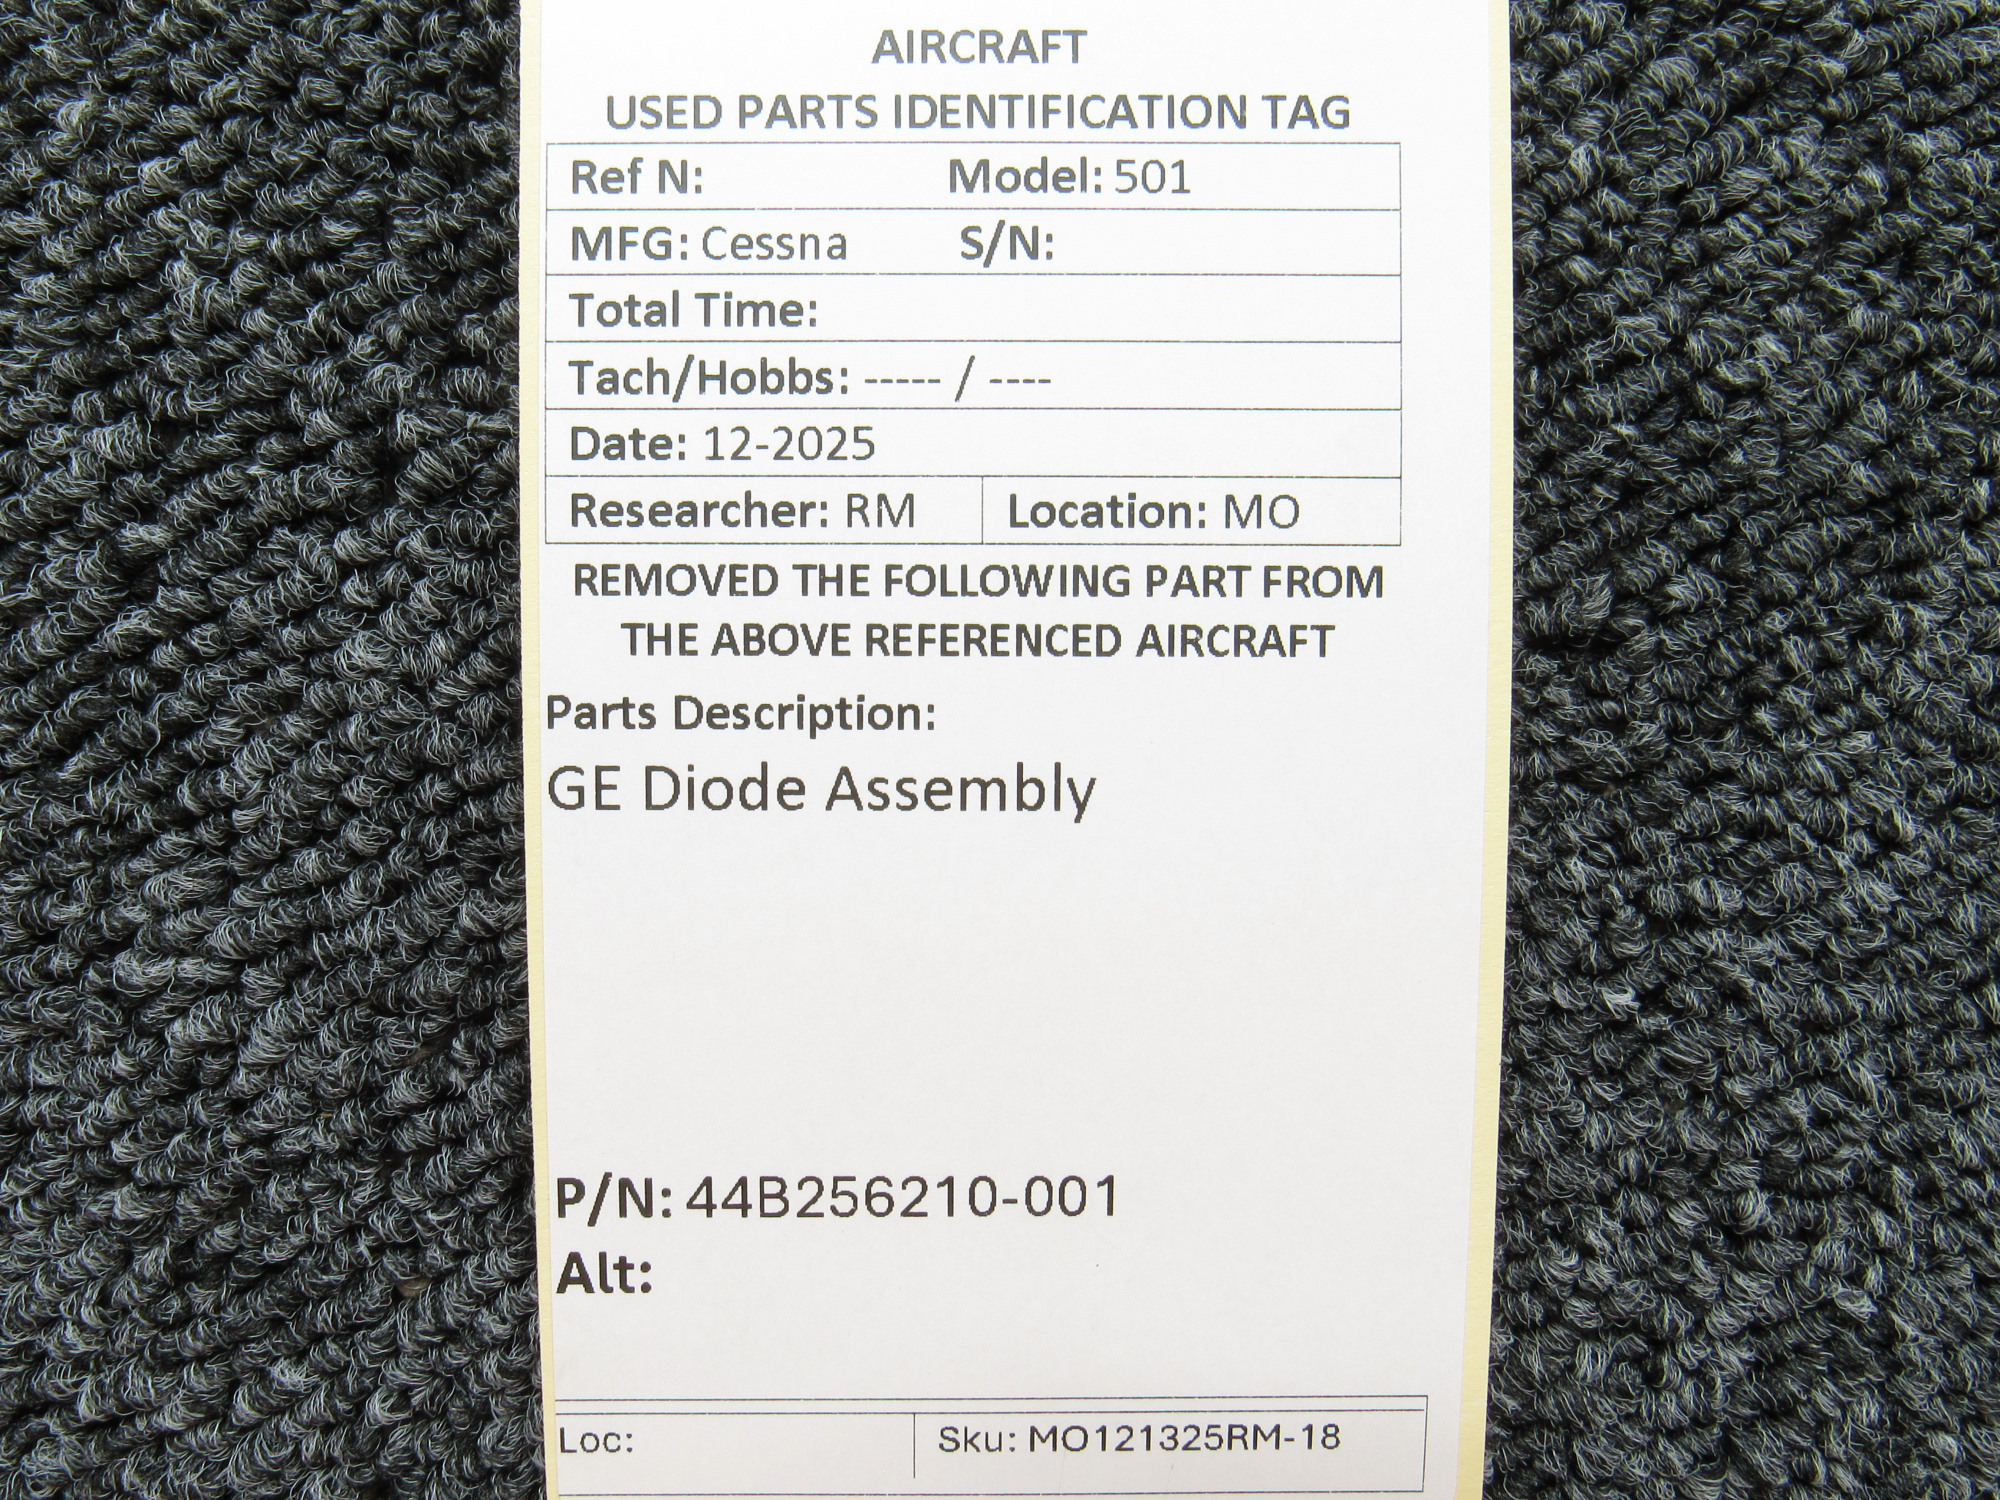 AIRCRAFT
USED PARTS IDENTIFICATION TAG
Ref N: Model: 501
MFG: Cessna S/N:
Total Time:
Tach/Hobbs: ----- / ----
Date: 12-2025
Researcher: RM Location: MO
REMOVED THE FOLLOWING PART FROM
THE ABOVE REFERENCED AIRCRAFT
Parts Description:
GE Diode Assembly
P/N: 44B256210-001
Alt:
Loc: Sku: MO121325RM-18